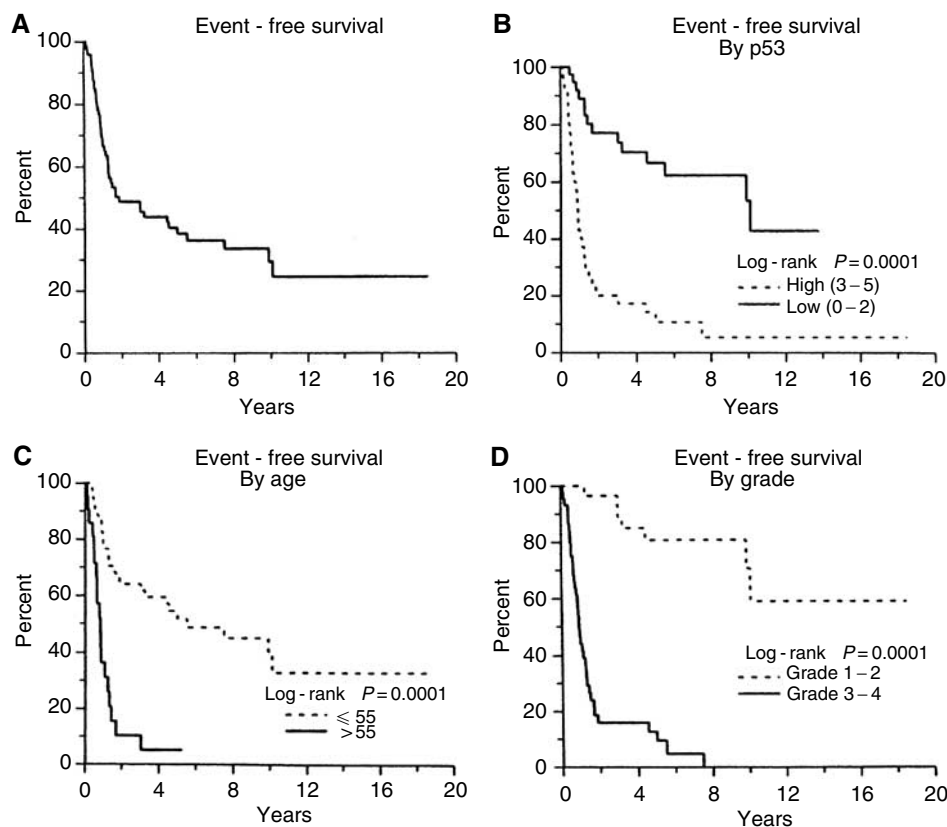 A
Event - free survival
100
80
60
40
20
0
Percent
0 4 8 12 16 20
Years
B
Event - free survival
By p53
100
80
60
40
20
0
Percent
Log - rank P = 0.0001
High (3 – 5)
Low (0 – 2)
0 4 8 12 16 20
Years
C
Event - free survival
By age
100
80
60
40
20
0
Percent
Log - rank P = 0.0001
⩽ 55
> 55
0 4 8 12 16 20
Years
D
Event - free survival
By grade
100
80
60
40
20
0
Percent
Log - rank P = 0.0001
Grade 1 – 2
Grade 3 – 4
0 4 8 12 16 20
Years